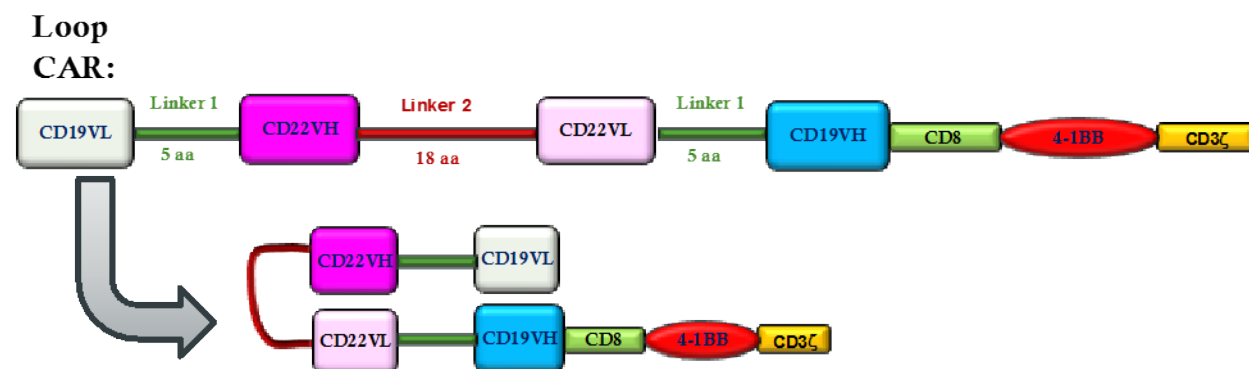 Loop
CAR:
Linker 1
Linker 2
Linker 1
CD19VL
CD22VH
CD22VL
CD19VH
CD8
4-1BB
CD3ζ
5 aa
18 aa
5 aa
CD22VH
CD19VL
CD22VL
CD19VH
CD8
4-1BB
CD3ζ